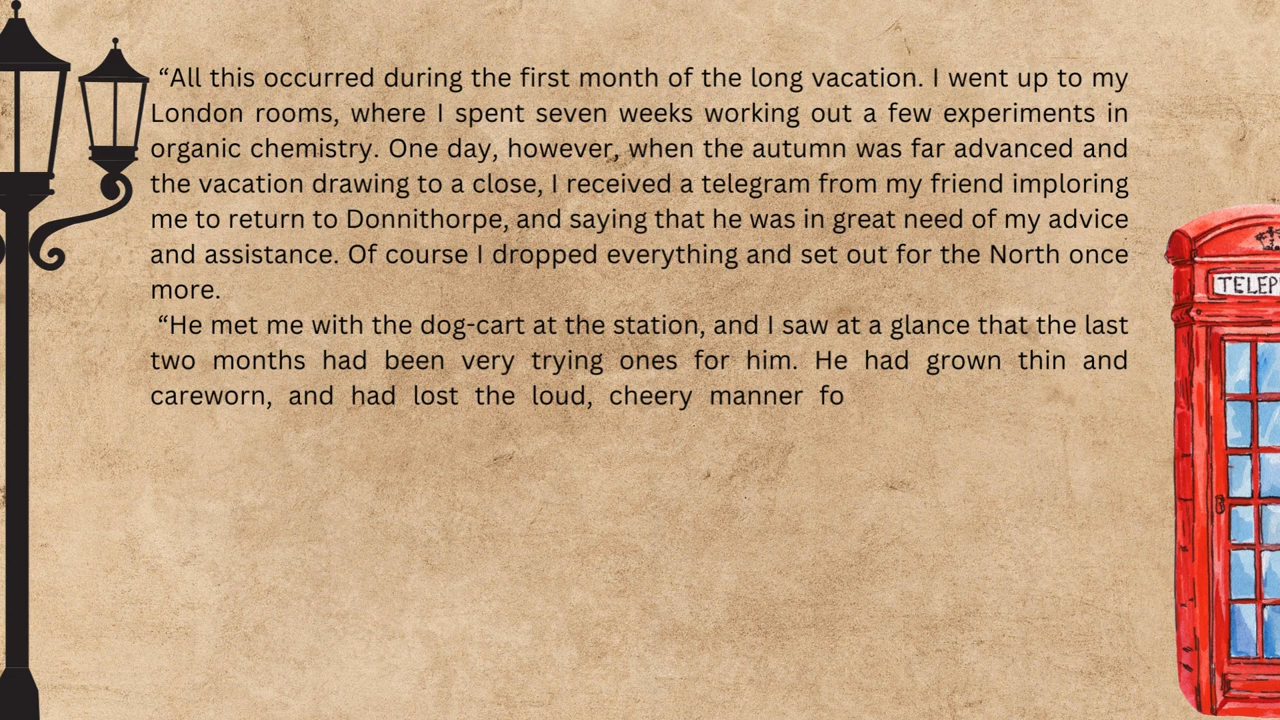 “All this occurred during the first month of the long vacation. I went up to my
London rooms, where I spent seven weeks working out a few experiments in
organic chemistry. One day, however, when the autumn was far advanced and
the vacation drawing to a close, I received a telegram from my friend imploring
me to return to Donnithorpe, and saying that he was in great need of my advice
and assistance. Of course I dropped everything and set out for the North once
more.
“He met me with the dog-cart at the station, and I saw at a glance that the last
two months had been very trying ones for him. He had grown thin and
careworn, and had lost the loud, cheery manner fo
TELEP